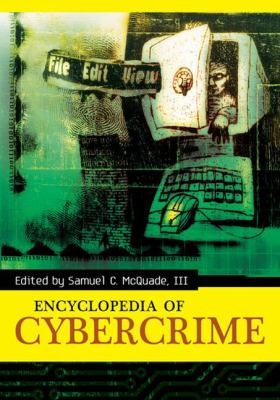 File Edit View
Edited by Samuel C. McQuade, III
ENCYCLOPEDIA OF
CYBERCRIME